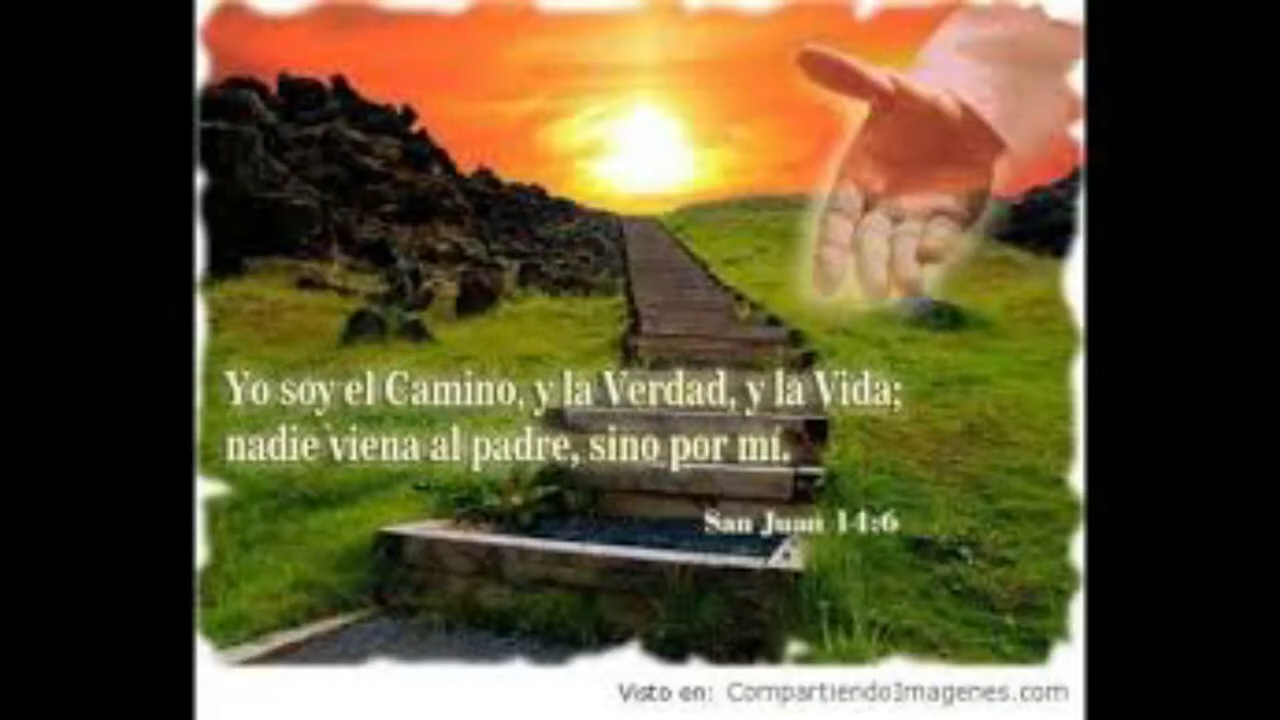 Yo soy el Camino, y la Verdad, y la Vida;
nadie viena al padre, sino por mí.
San Juan 14:6
Visto en: CompartiendoImagenes.com